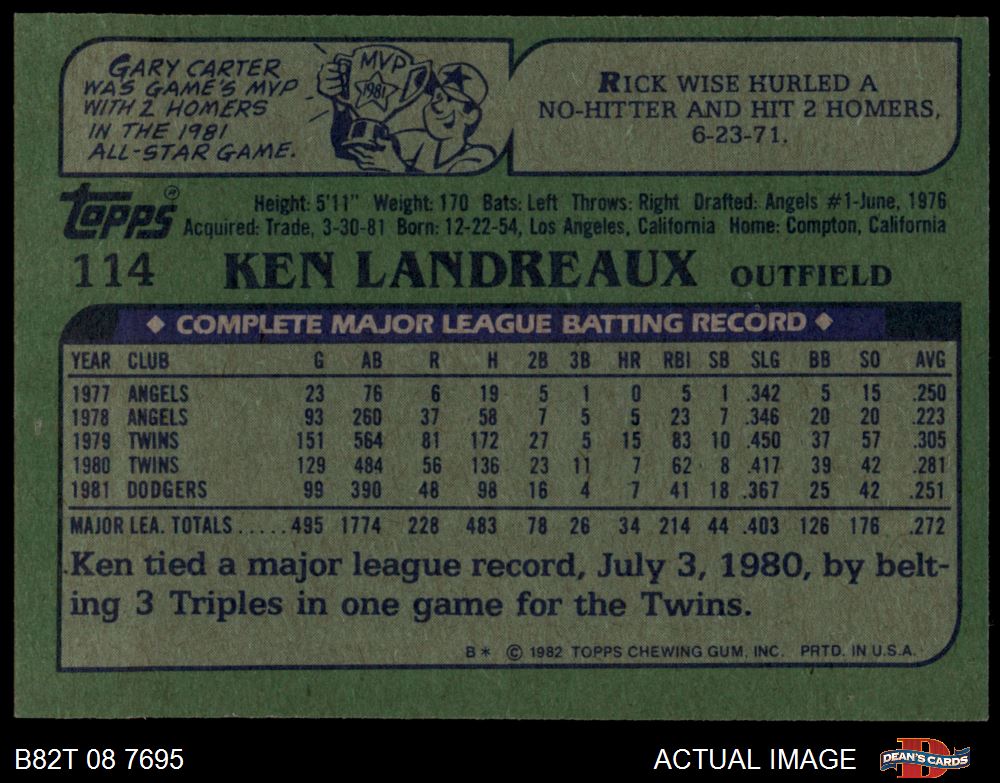 GARY CARTER
WAS GAME'S MVP
WITH 2 HOMERS
IN THE 1981
ALL-STAR GAME.
MVP
1981
RICK WISE HURLED A
NO-HITTER AND HIT 2 HOMERS,
6-23-71.
Topps®
Height: 5'11" Weight: 170 Bats: Left Throws: Right Drafted: Angels #1-June, 1976
Acquired: Trade, 3-30-81 Born: 12-22-54, Los Angeles, California Home: Compton, California
114 KEN LANDREAUX OUTFIELD
◆ COMPLETE MAJOR LEAGUE BATTING RECORD ◆
YEAR CLUB G AB R H 2B 3B HR RBI SB SLG BB SO AVG
1977 ANGELS 23 76 6 19 5 1 0 5 1 .342 5 15 .250
1978 ANGELS 93 260 37 58 7 5 5 23 7 .346 20 20 .223
1979 TWINS 151 564 81 172 27 5 15 83 10 .450 37 57 .305
1980 TWINS 129 484 56 136 23 11 7 62 8 .417 39 42 .281
1981 DODGERS 99 390 48 98 16 4 7 41 18 .367 25 42 .251
MAJOR LEA. TOTALS ..... 495 1774 228 483 78 26 34 214 44 .403 126 176 .272
Ken tied a major league record, July 3, 1980, by belt-
ing 3 Triples in one game for the Twins.
B* © 1982 TOPPS CHEWING GUM, INC. PRTD. IN U.S.A.
B82T 08 7695
ACTUAL IMAGE
D
DEAN'S CARDS